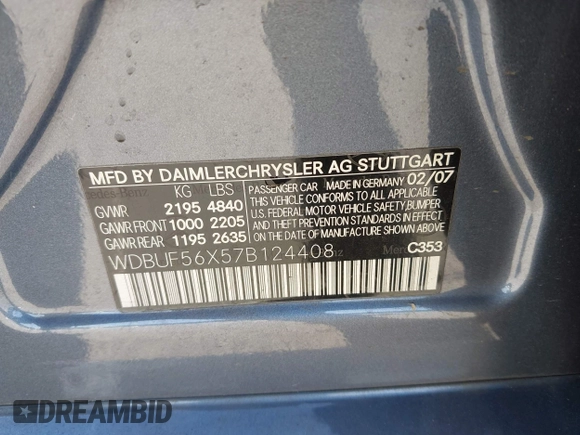 MFD BY DAIMLERCHRYSLER AG STUTTGART
KG LBS PASSENGER CAR MADE IN GERMANY 02/07
GVWR 2195 4840 THIS VEHICLE CONFORMS TO ALL APPLICABLE
GAWR FRONT 1000 2205 U.S. FEDERAL MOTOR VEHICLE SAFETY, BUMPER
GAWR REAR 1195 2635 AND THEFT PREVENTION STANDARDS IN EFFECT
ON THE DATE OF MANUFACTURE SHOWN ABOVE.
WDBUF56X57B124408 C353
DREAMBID